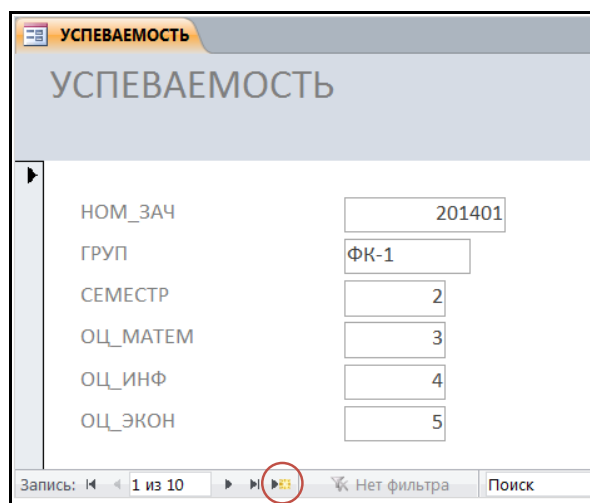 УСПЕВАЕМОСТЬ
УСПЕВАЕМОСТЬ
НОМ_ЗАЧ 201401
ГРУП ФК-1
СЕМЕСТР 2
ОЦ_МАТЕМ 3
ОЦ_ИНФ 4
ОЦ_ЭКОН 5
Запись: 1 из 10 Нет фильтра Поиск